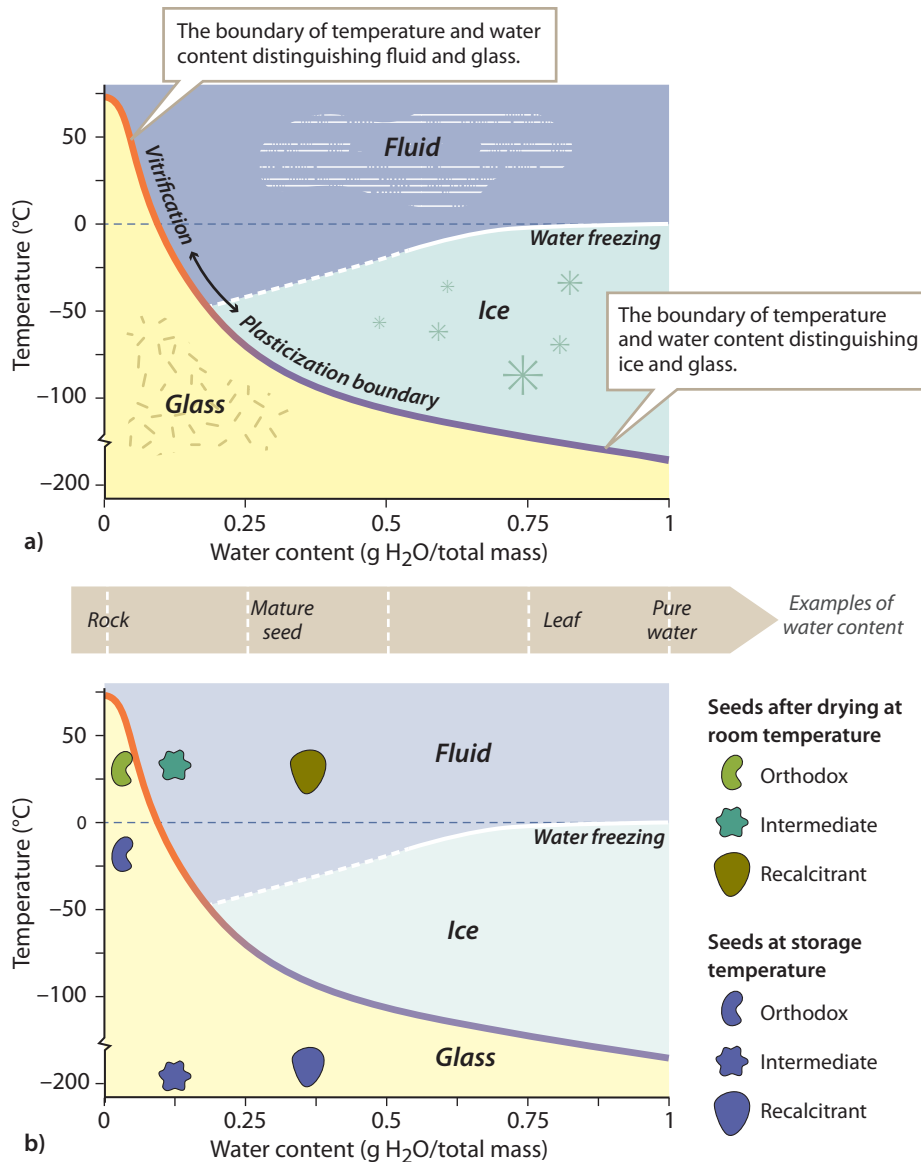 The boundary of temperature and water
content distinguishing fluid and glass.
50
0
−50
−100
−200
Temperature (°C)
Fluid
Vitrification
Water freezing
Ice
Plasticization boundary
Glass
The boundary of temperature
and water content distinguishing
ice and glass.
0
0.25
0.5
0.75
1
a)
Water content (g H₂O/total mass)
Rock
Mature
seed
Leaf
Pure
water
Examples of
water content
50
0
−50
−100
−200
Temperature (°C)
Fluid
Water freezing
Ice
Glass
0
0.25
0.5
0.75
1
b)
Water content (g H₂O/total mass)
Seeds after drying at
room temperature
Orthodox
Intermediate
Recalcitrant
Seeds at storage
temperature
Orthodox
Intermediate
Recalcitrant